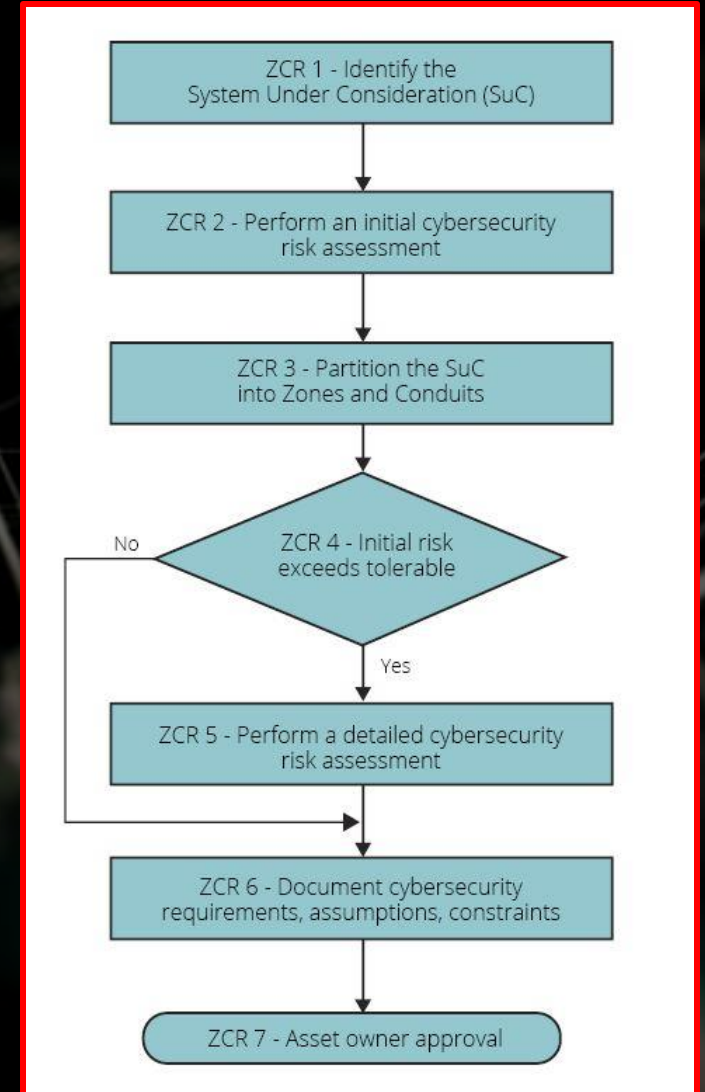 ZCR 1 - Identify the
System Under Consideration (SuC)
ZCR 2 - Perform an initial cybersecurity
risk assessment
ZCR 3 - Partition the SuC
into Zones and Conduits
No
ZCR 4 - Initial risk
exceeds tolerable
Yes
ZCR 5 - Perform a detailed cybersecurity
risk assessment
ZCR 6 - Document cybersecurity
requirements, assumptions, constraints
ZCR 7 - Asset owner approval